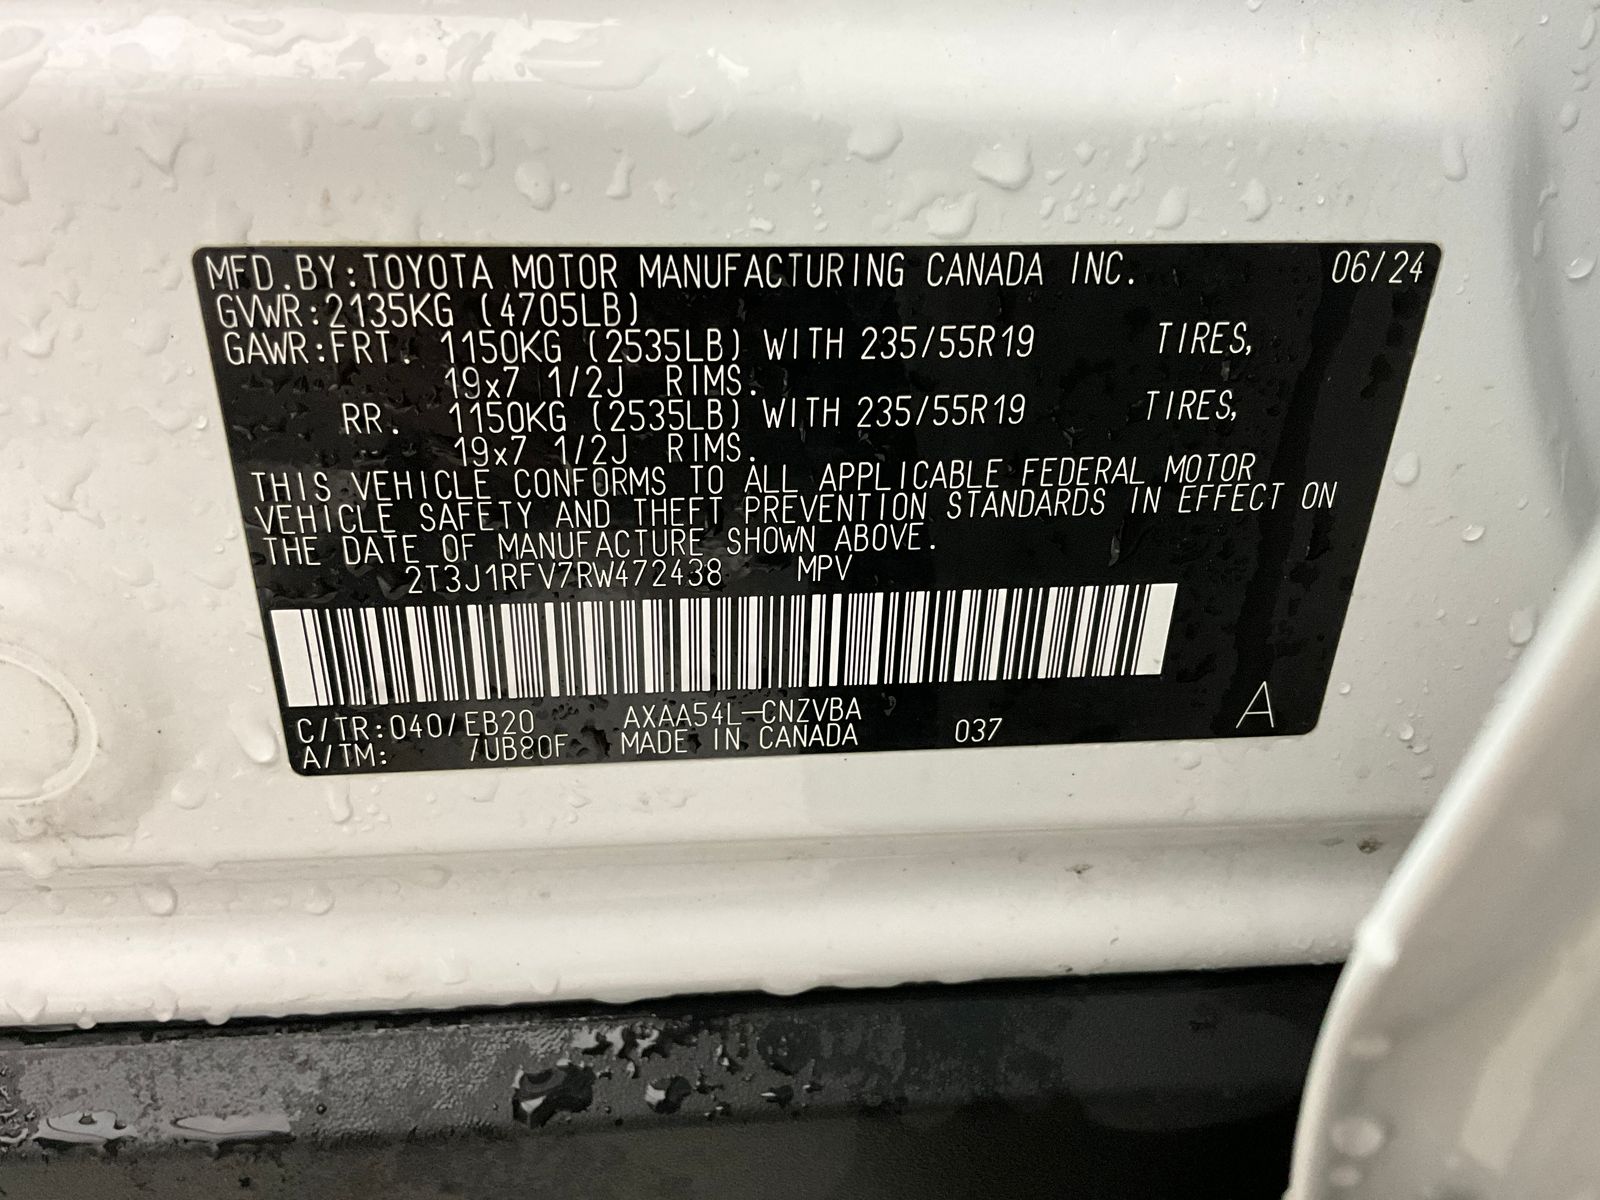 MFD.BY:TOYOTA MOTOR MANUFACTURING CANADA INC. 06/24
GVWR:2135KG (4705LB)
GAWR:FRT. 1150KG (2535LB) WITH 235/55R19 TIRES,
19x7 1/2J RIMS.
RR. 1150KG (2535LB) WITH 235/55R19 TIRES,
19x7 1/2J RIMS.
THIS VEHICLE CONFORMS TO ALL APPLICABLE FEDERAL MOTOR
VEHICLE SAFETY AND THEFT PREVENTION STANDARDS IN EFFECT ON
THE DATE OF MANUFACTURE SHOWN ABOVE.
2T3J1RFV7RW472438 MPV
C/TR:040/EB20 AXAA54L-CNZVBA 037 A
A/TM: /UB80F MADE IN CANADA